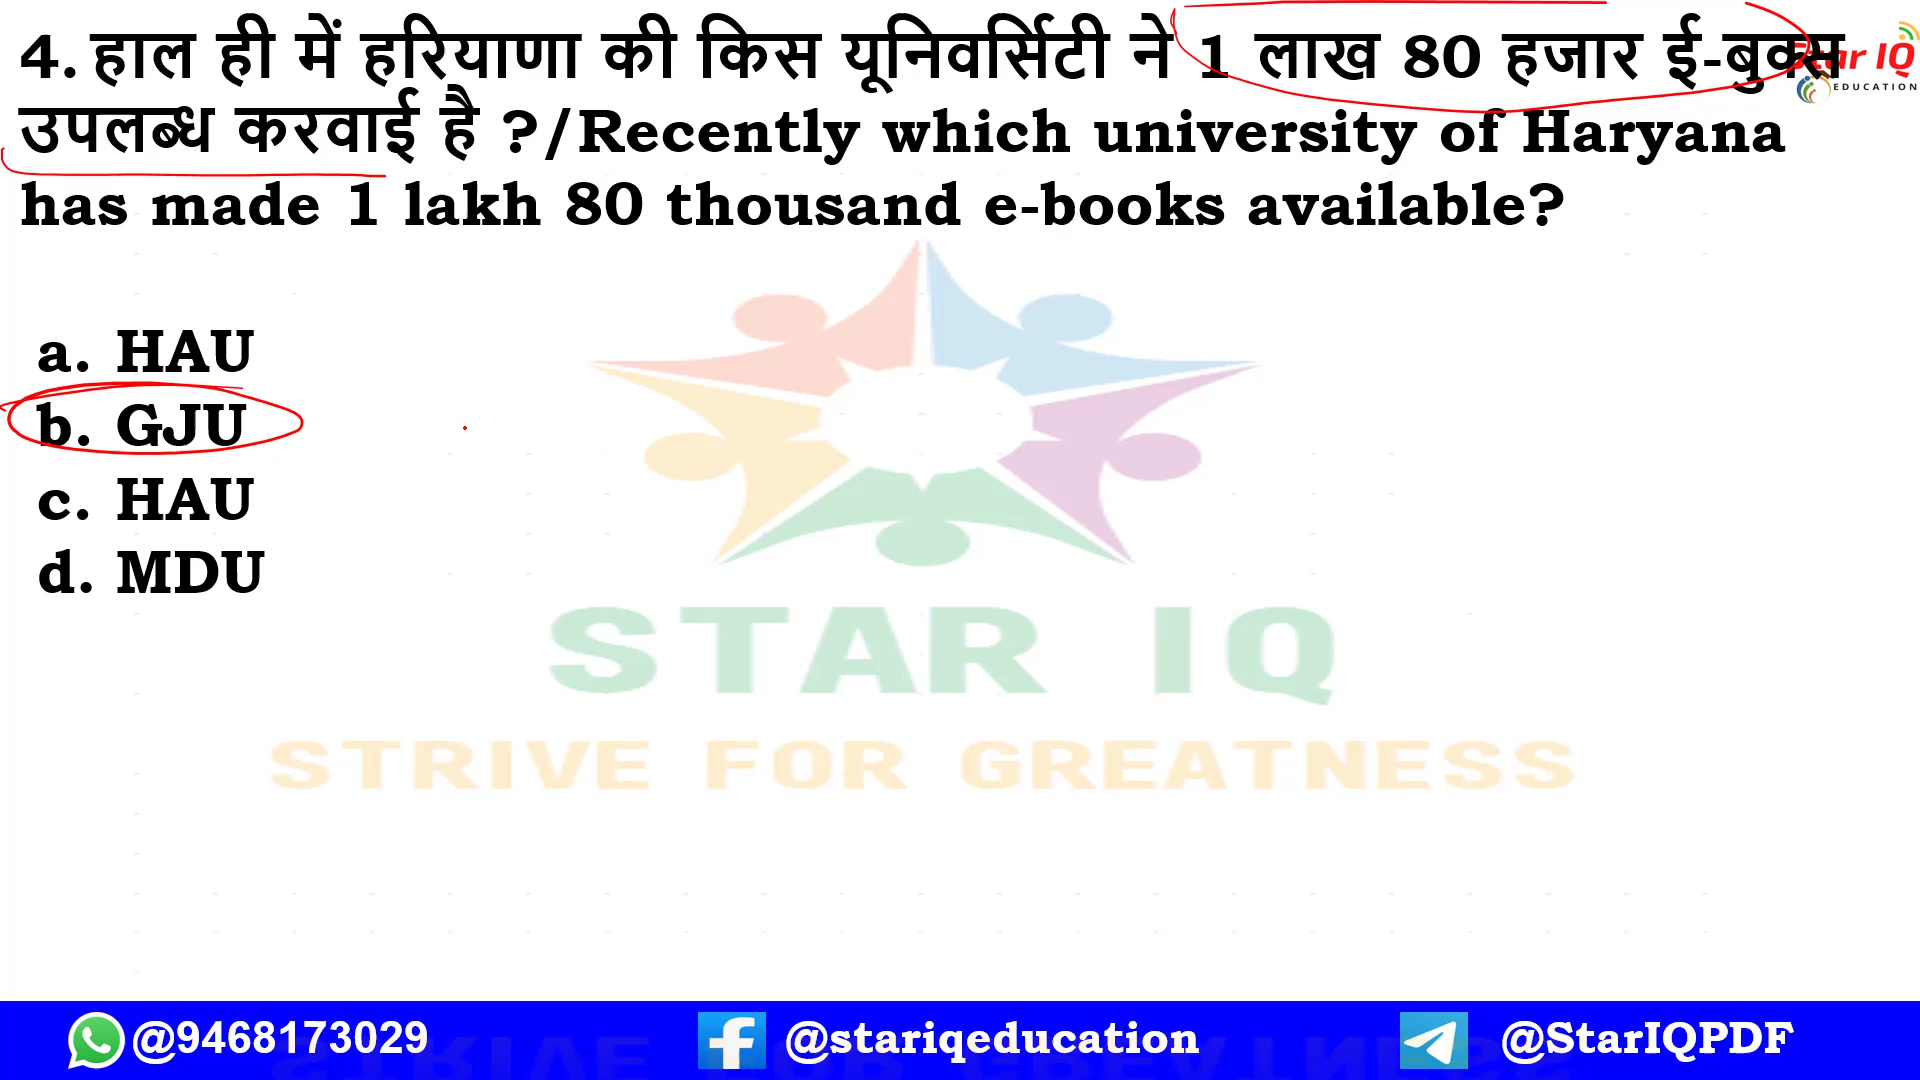 4. हाल ही में हरियाणा की किस यूनिवर्सिटी ने 1 लाख 80 हजार ई-बुक्स
Star IQ
EDUCATION
उपलब्ध करवाई है ?/Recently which university of Haryana
has made 1 lakh 80 thousand e-books available?
a. HAU
b. GJU
c. HAU
d. MDU
STAR IQ
STRIVE FOR GREATNESS
@9468173029
@stariqeducation
@StarIQPDF